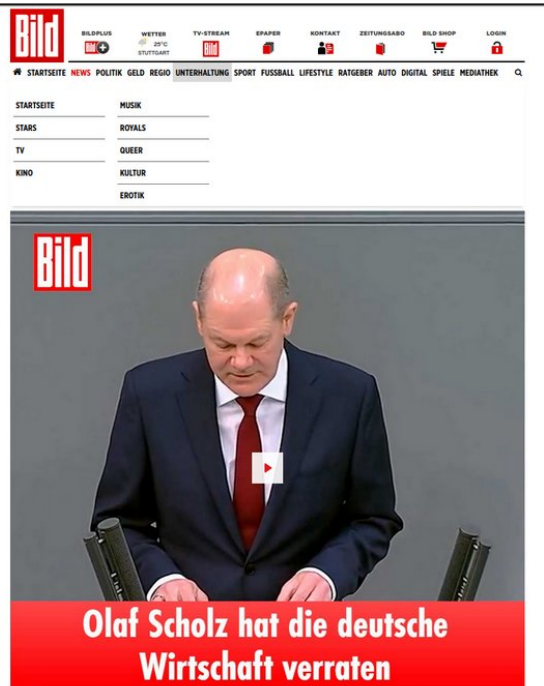 Bild
BILDPLUS
WETTER
TV-STREAM
EPAPER
KONTAKT
ZEITUNGSABO
BILD SHOP
LOGIN
Bild
25°C
Bild
STUTTGART
STARTSEITE NEWS POLITIK GELD REGIO UNTERHALTUNG SPORT FUSSBALL LIFESTYLE RATGEBER AUTO DIGITAL SPIELE MEDIATHEK
STARTSEITE
STARS
TV
KINO
MUSIK
ROYALS
QUEER
KULTUR
EROTIK
Bild
Olaf Scholz hat die deutsche
Wirtschaft verraten